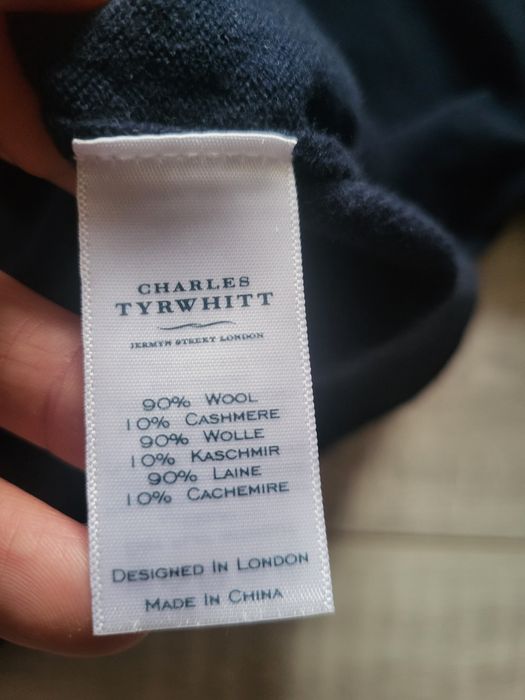 CHARLES
TYRWHITT
JERMYN STREET LONDON
90% WOOL
10% CASHMERE
90% WOLLE
10% KASCHMIR
90% LAINE
10% CACHEMIRE
DESIGNED IN LONDON
MADE IN CHINA